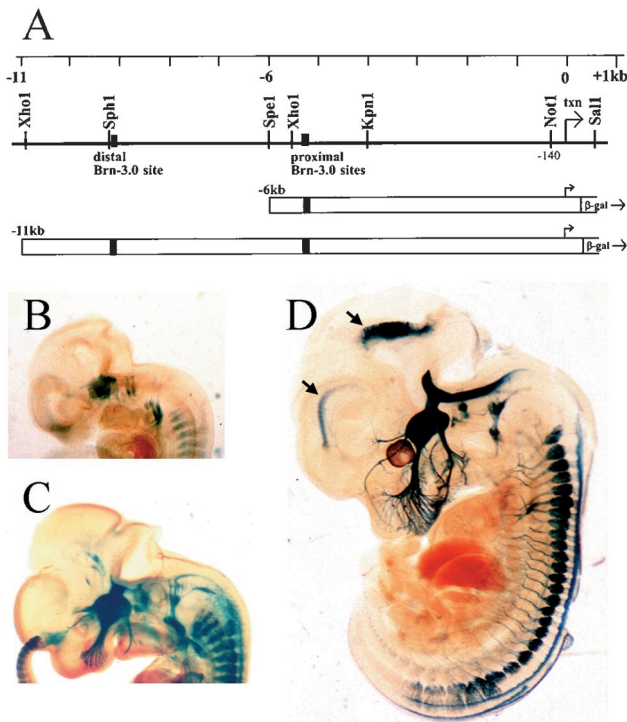 A
-11 -6 0 +1kb
Xho1 Sph1 Spe1 Xho1 Kpn1 Not1 txn Sal1
distal proximal -140
Brn-3.0 site Brn-3.0 sites
-6kb
β-gal
-11kb
β-gal
B
D
C